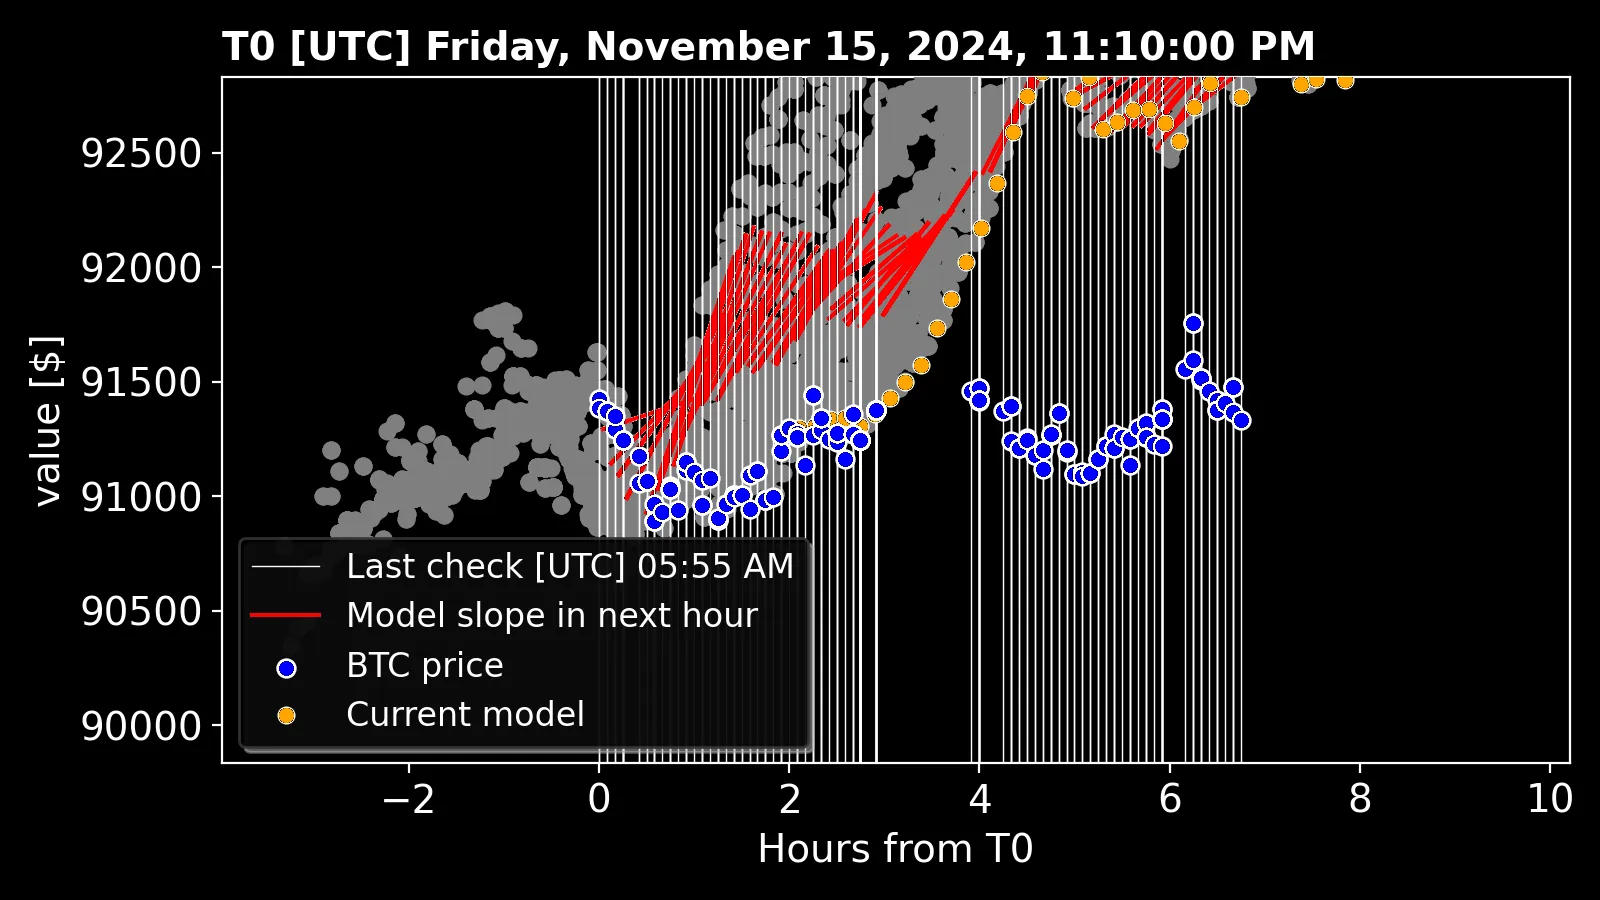 T0 [UTC] Friday, November 15, 2024, 11:10:00 PM
value [$]
92500
92000
91500
91000
90500
90000
Last check [UTC] 05:55 AM
Model slope in next hour
BTC price
Current model
−2 0 2 4 6 8 10
Hours from T0